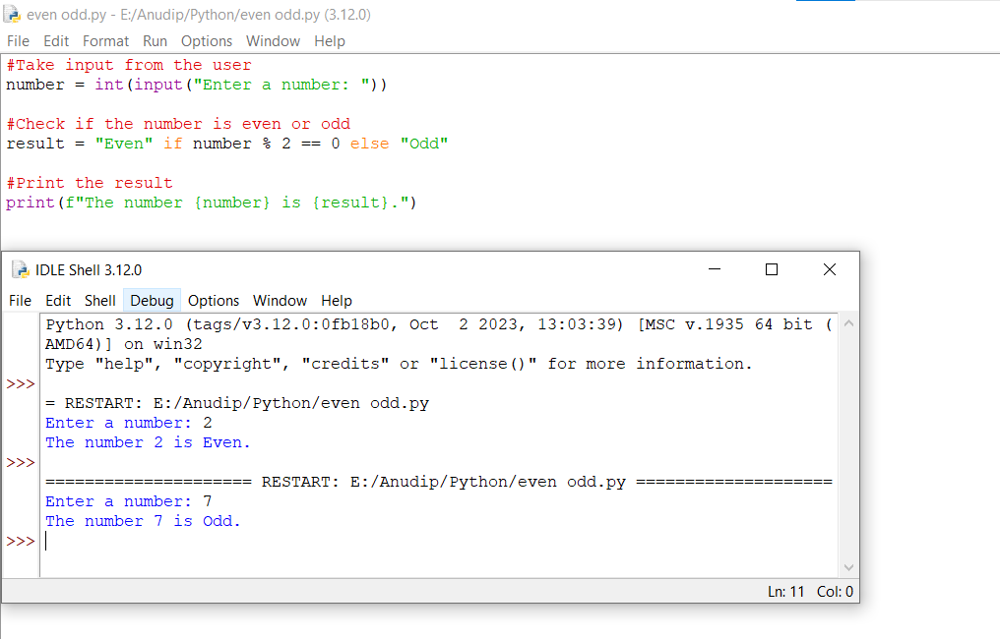 even odd.py - E:/Anudip/Python/even odd.py (3.12.0)
File Edit Format Run Options Window Help
#Take input from the user
number = int(input("Enter a number: "))
#Check if the number is even or odd
result = "Even" if number % 2 == 0 else "Odd"
#Print the result
print(f"The number {number} is {result}.")
IDLE Shell 3.12.0
File Edit Shell Debug Options Window Help
Python 3.12.0 (tags/v3.12.0:0fb18b0, Oct  2 2023, 13:03:39) [MSC v.1935 64 bit (
AMD64)] on win32
Type "help", "copyright", "credits" or "license()" for more information.
>>>
= RESTART: E:/Anudip/Python/even odd.py
Enter a number: 2
The number 2 is Even.
>>>
===================== RESTART: E:/Anudip/Python/even odd.py ====================
Enter a number: 7
The number 7 is Odd.
>>>
Ln: 11 Col: 0